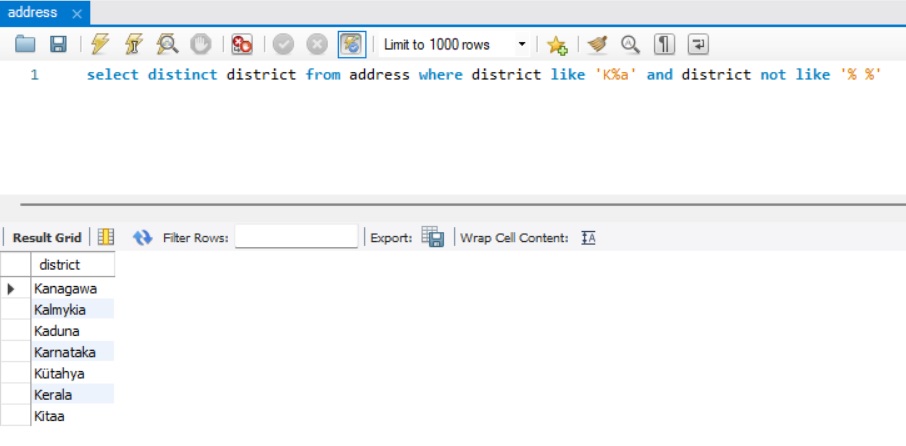 address
Limit to 1000 rows
1 select distinct district from address where district like 'K%a' and district not like '% %'
Result Grid Filter Rows: Export: Wrap Cell Content: IA
district
Kanagawa
Kalmykia
Kaduna
Karnataka
Kütahya
Kerala
Kitaa